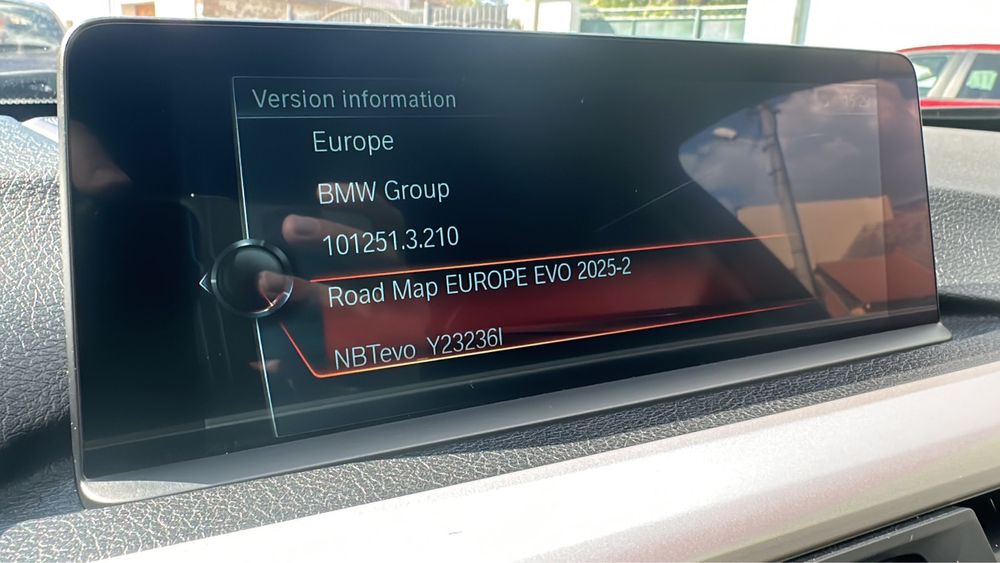 Version information
Europe
BMW Group
101251.3.210
Road Map EUROPE EVO 2025-2
NBTevo_Y23236I